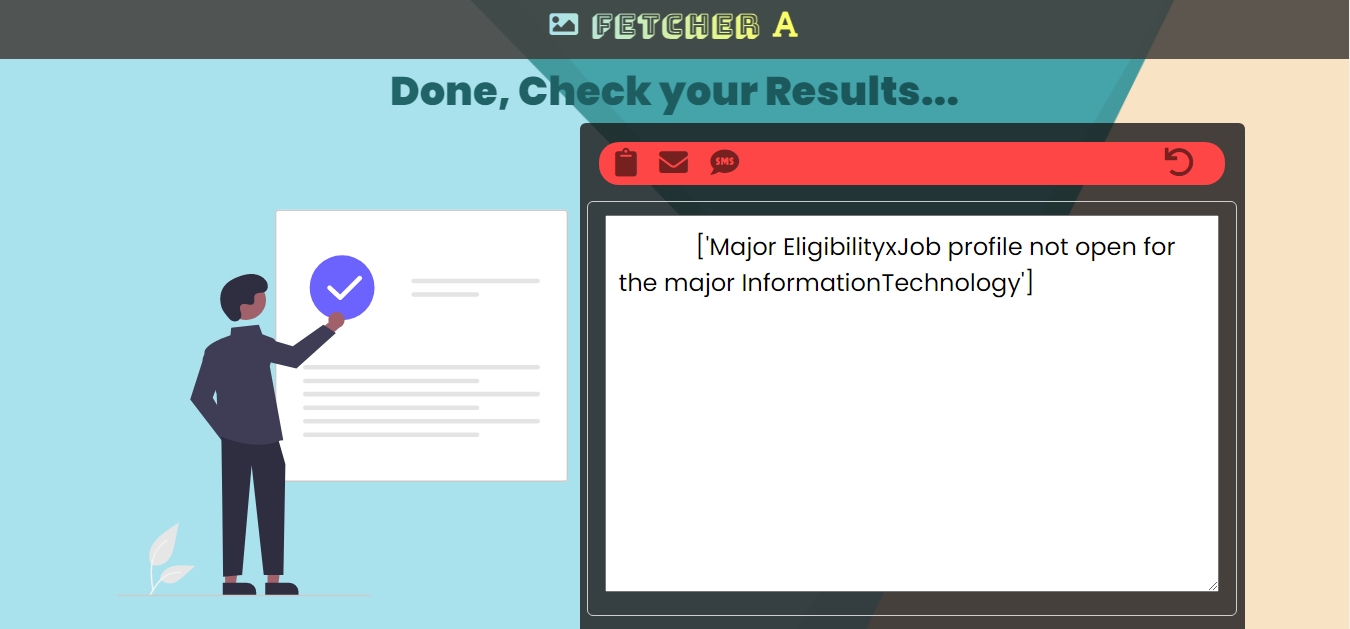 FETCHER A
Done, Check your Results...
SMS
['Major EligibilityxJob profile not open for
the major InformationTechnology']